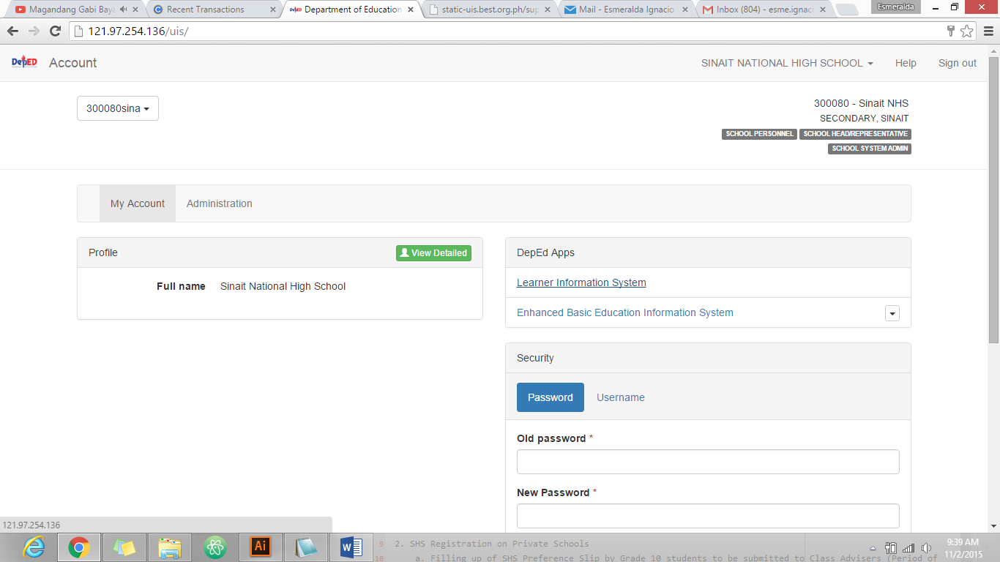 Magandang Gabi Bay
Recent Transactions
Department of Education
static-uis.best.org.ph/sup
Mail - Esmeralda Ignacio
Inbox (804) - esme.ignaci
Esmeralda
121.97.254.136/uis/
DepED Account
SINAIT NATIONAL HIGH SCHOOL
Help
Sign out
300080sina
300080 - Sinait NHS
SECONDARY, SINAIT
SCHOOL PERSONNEL SCHOOL HEAD/REPRESENTATIVE
SCHOOL SYSTEM ADMIN
My Account
Administration
Profile
View Detailed
Full name Sinait National High School
DepEd Apps
Learner Information System
Enhanced Basic Education Information System
Security
Password
Username
Old password *
New Password *
121.97.254.136
9 2. SHS Registration on Private Schools
10 a. Filling up of SHS Preference Slip by Grade 10 students to be submitted to Class Advisers (Period of
Ai
9:39 AM
11/2/2015